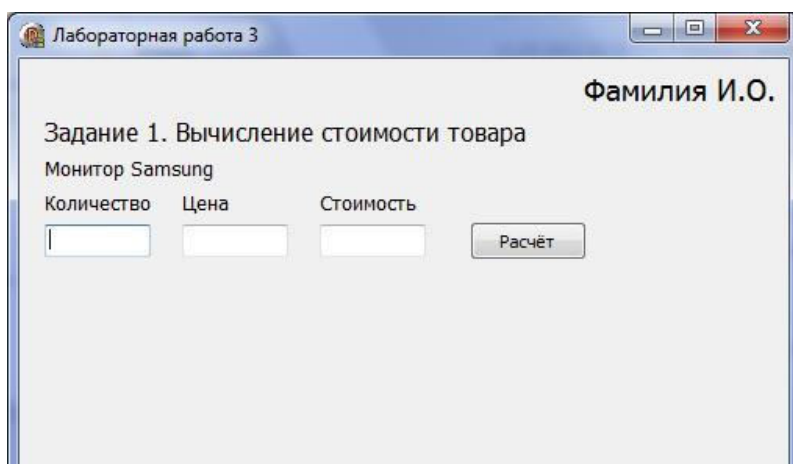 Лабораторная работа 3
Фамилия И.О.
Задание 1. Вычисление стоимости товара
Монитор Samsung
Количество Цена Стоимость
Расчёт